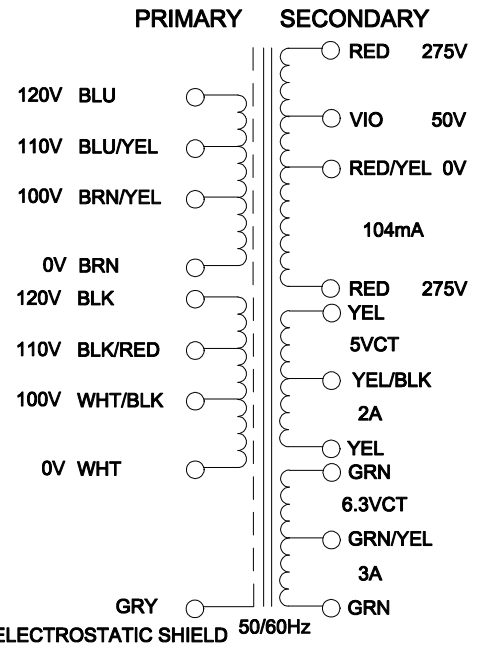 PRIMARY SECONDARY
RED 275V
120V BLU
VIO 50V
110V BLU/YEL
RED/YEL 0V
100V BRN/YEL
104mA
0V BRN
RED 275V
120V BLK
YEL
110V BLK/RED
5VCT
YEL/BLK
100V WHT/BLK
2A
YEL
0V WHT
GRN
6.3VCT
GRN/YEL
3A
GRY
GRN
ELECTROSTATIC SHIELD 50/60Hz